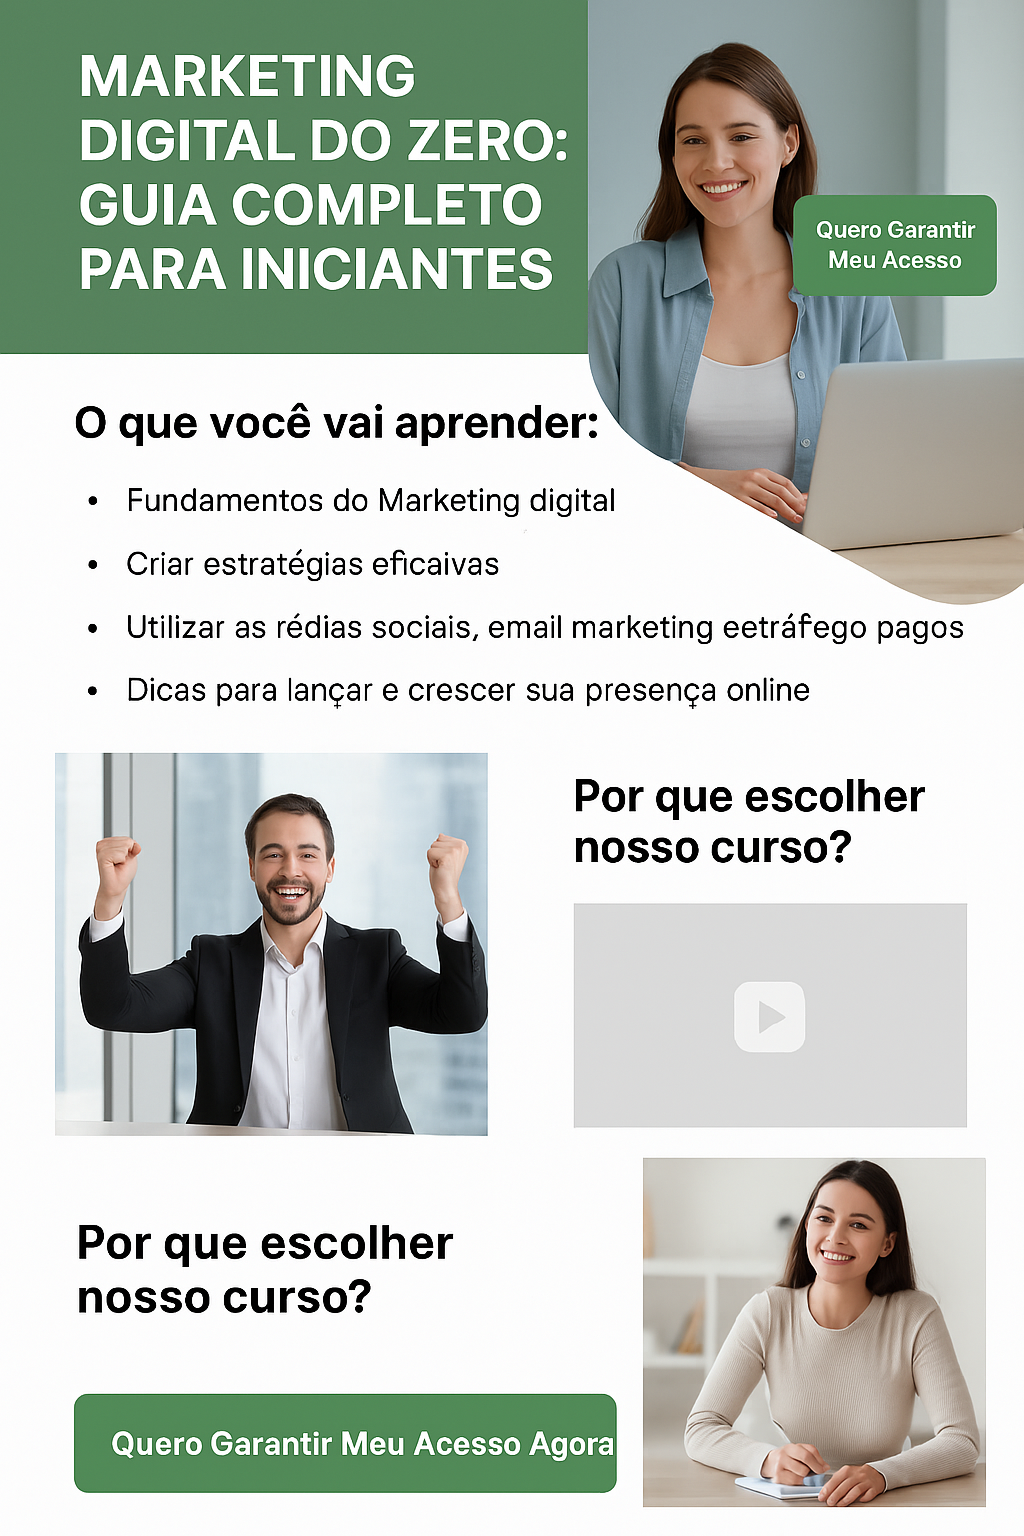 MARKETING
DIGITAL DO ZERO:
GUIA COMPLETO
PARA INICIANTES
Quero Garantir
Meu Acesso
O que você vai aprender:
• Fundamentos do Marketing digital
• Criar estratégias eficaivas
• Utilizar as rédias sociais, email marketing eetráfego pagos
• Dicas para lançar e crescer sua presença online
Por que escolher
nosso curso?
Por que escolher
nosso curso?
Quero Garantir Meu Acesso Agora